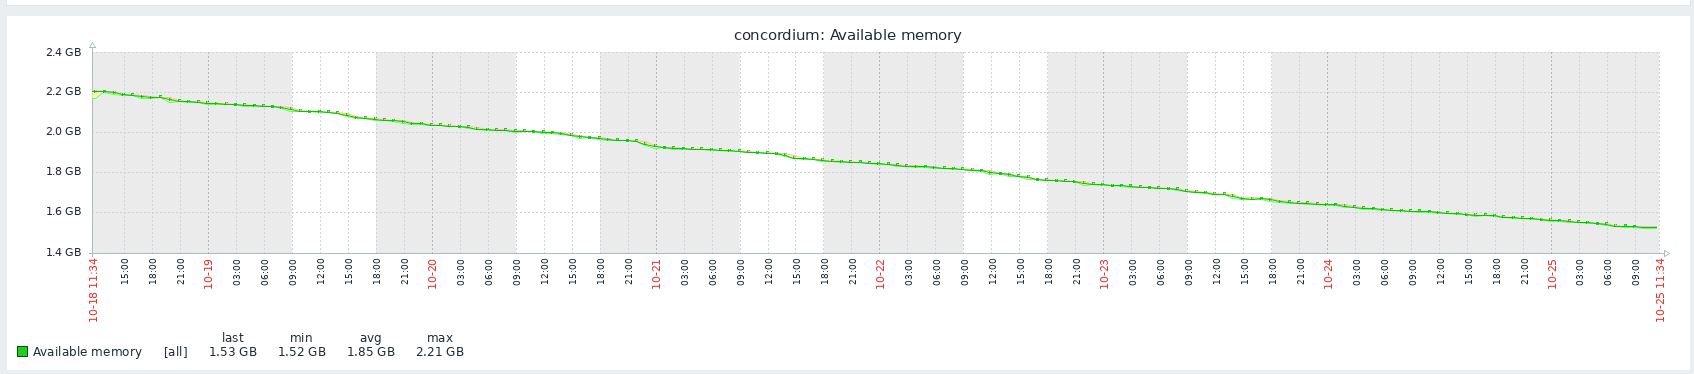 concordium: Available memory
2.4 GB
2.2 GB
2.0 GB
1.8 GB
1.6 GB
1.4 GB
10-18 11:34 15:00 18:00 21:00 10-19 03:00 06:00 09:00 12:00 15:00 18:00 21:00 10-20 03:00 06:00 09:00 12:00 15:00 18:00 21:00 10-21 03:00 06:00 09:00 12:00 15:00 18:00 21:00 10-22 03:00 06:00 09:00 12:00 15:00 18:00 21:00 10-23 03:00 06:00 09:00 12:00 15:00 18:00 21:00 10-24 03:00 06:00 09:00 12:00 15:00 18:00 21:00 10-25 03:00 06:00 09:00 10-25 11:34
last min avg max
Available memory [all] 1.53 GB 1.52 GB 1.85 GB 2.21 GB